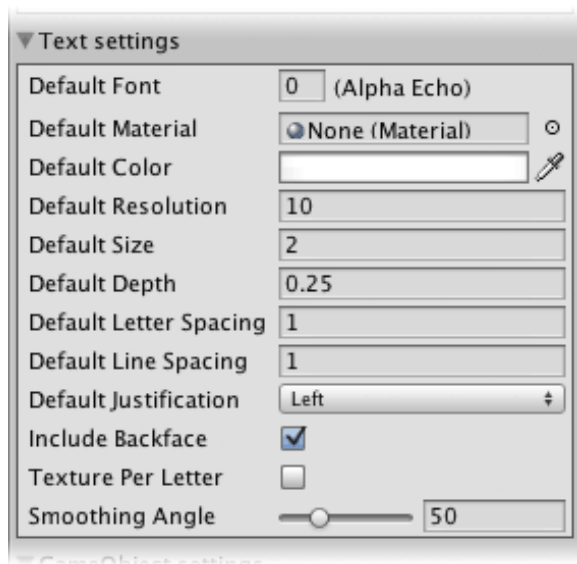 Text settings
Default Font 0 (Alpha Echo)
Default Material None (Material)
Default Color
Default Resolution 10
Default Size 2
Default Depth 0.25
Default Letter Spacing 1
Default Line Spacing 1
Default Justification Left
Include Backface
Texture Per Letter
Smoothing Angle 50
GameObject settings